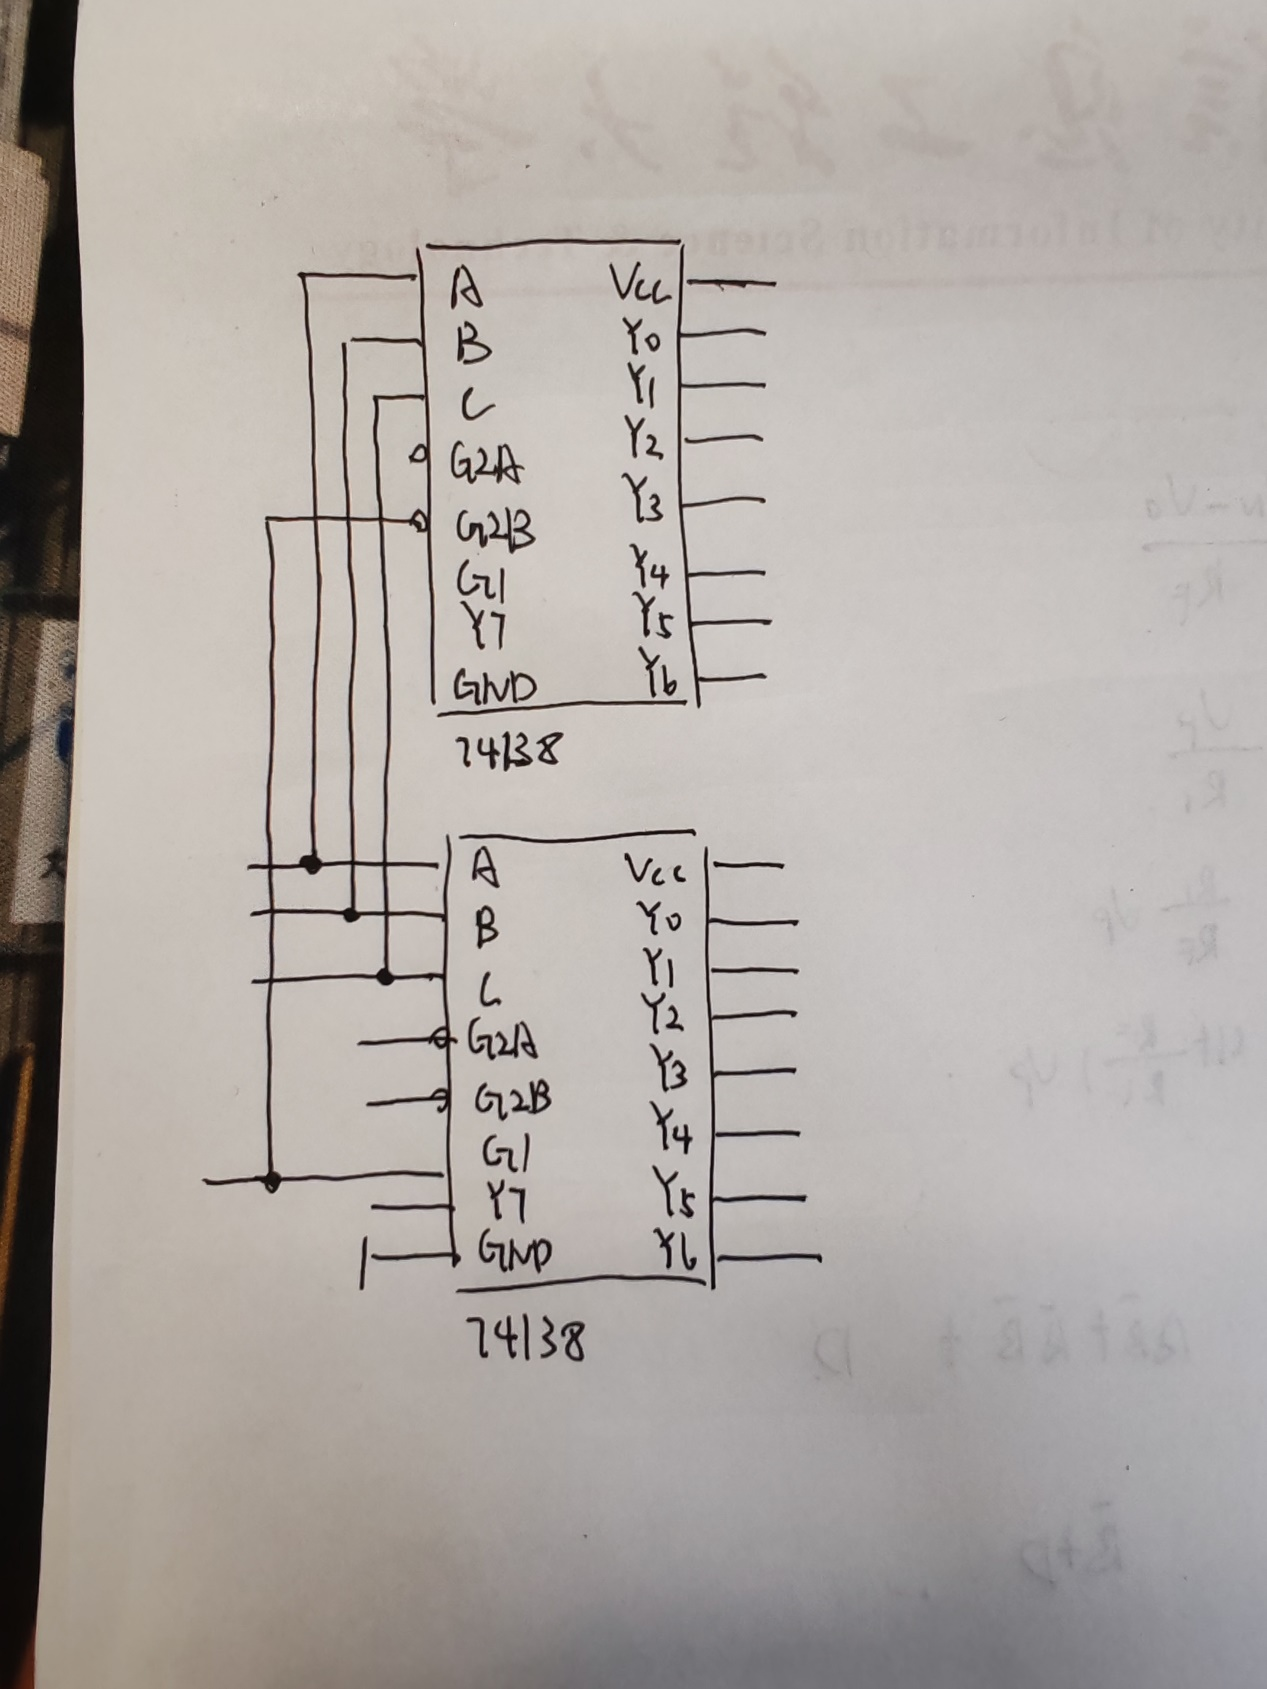 A Vcc
B Y0
C Y1
G2A Y2
G2B Y3
G1 Y4
Y7 Y5
GND Y6
74138
A Vcc
B Y0
C Y1
G2A Y2
G2B Y3
G1 Y4
Y7 Y5
GND Y6
74138